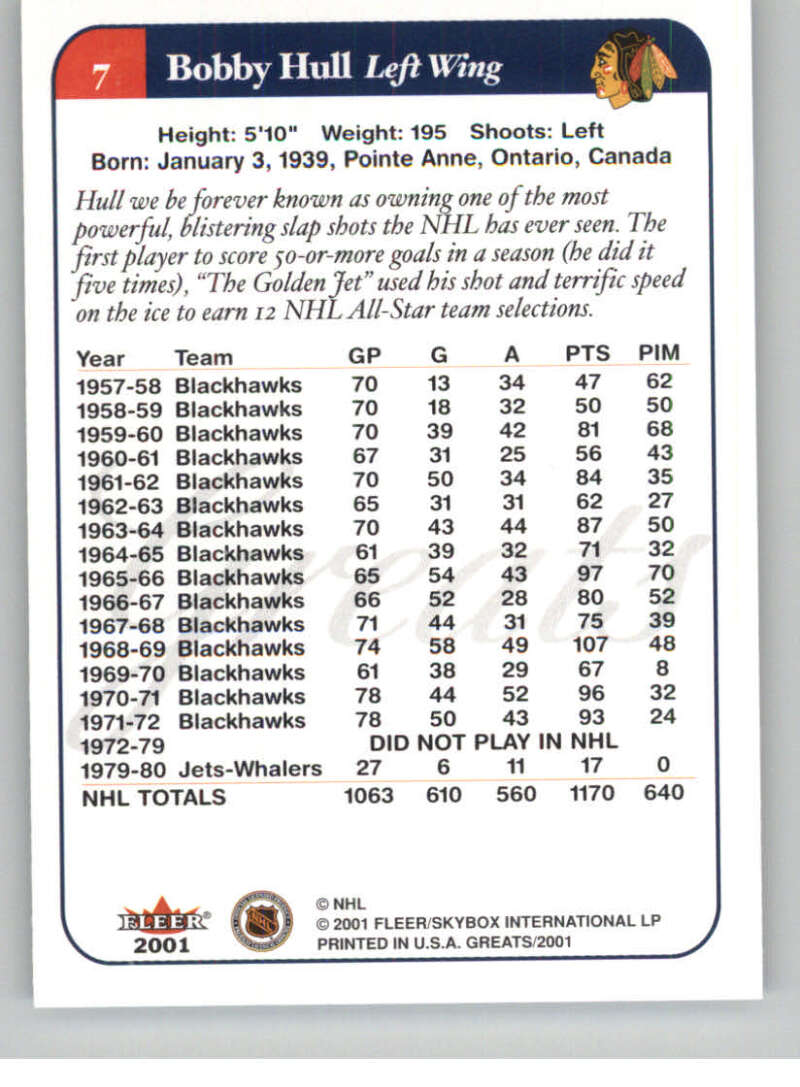 7 Bobby Hull Left Wing
Height: 5'10" Weight: 195 Shoots: Left
Born: January 3, 1939, Pointe Anne, Ontario, Canada
Hull we be forever known as owning one of the most
powerful, blistering slap shots the NHL has ever seen. The
first player to score 50-or-more goals in a season (he did it
five times), "The Golden Jet" used his shot and terrific speed
on the ice to earn 12 NHL All-Star team selections.
Year Team GP G A PTS PIM
1957-58 Blackhawks 70 13 34 47 62
1958-59 Blackhawks 70 18 32 50 50
1959-60 Blackhawks 70 39 42 81 68
1960-61 Blackhawks 67 31 25 56 43
1961-62 Blackhawks 70 50 34 84 35
1962-63 Blackhawks 65 31 31 62 27
1963-64 Blackhawks 70 43 44 87 50
1964-65 Blackhawks 61 39 32 71 32
1965-66 Blackhawks 65 54 43 97 70
1966-67 Blackhawks 66 52 28 80 52
1967-68 Blackhawks 71 44 31 75 39
1968-69 Blackhawks 74 58 49 107 48
1969-70 Blackhawks 61 38 29 67 8
1970-71 Blackhawks 78 44 52 96 32
1971-72 Blackhawks 78 50 43 93 24
1972-79 DID NOT PLAY IN NHL
1979-80 Jets-Whalers 27 6 11 17 0
NHL TOTALS 1063 610 560 1170 640
Greats
FLEER®
2001
NHL
© NHL
© 2001 FLEER/SKYBOX INTERNATIONAL LP
PRINTED IN U.S.A. GREATS/2001